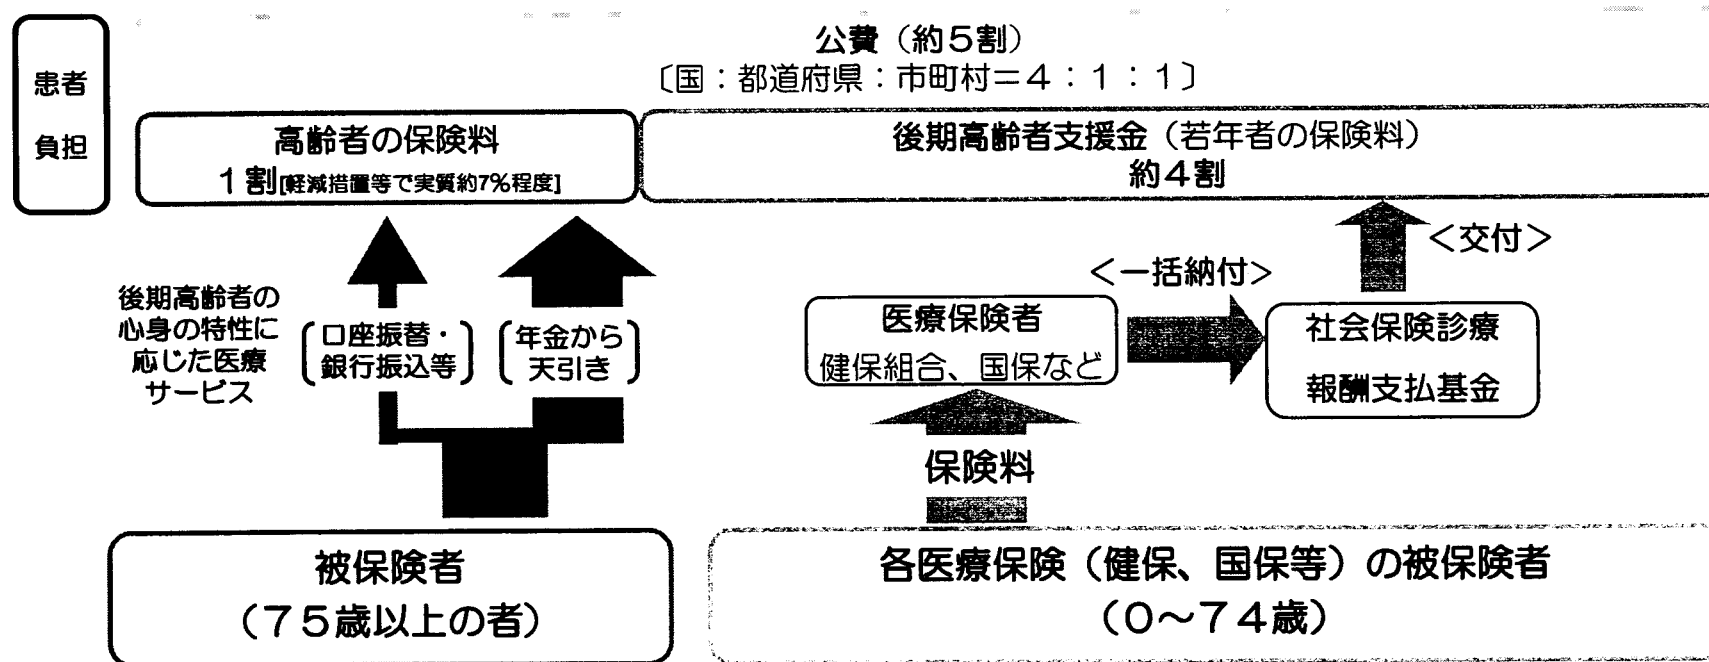 患者
負担
公費（約５割）
〔国：都道府県：市町村＝４：１：１〕
高齢者の保険料
１割[軽減措置等で実質約7％程度]
後期高齢者支援金（若年者の保険料）
約４割
＜交付＞
＜一括納付＞
後期高齢者の
心身の特性に
応じた医療
サービス
口座振替・
銀行振込等
年金から
天引き
医療保険者
健保組合、国保など
社会保険診療
報酬支払基金
保険料
被保険者
（７５歳以上の者）
各医療保険（健保、国保等）の被保険者
（０～７４歳）